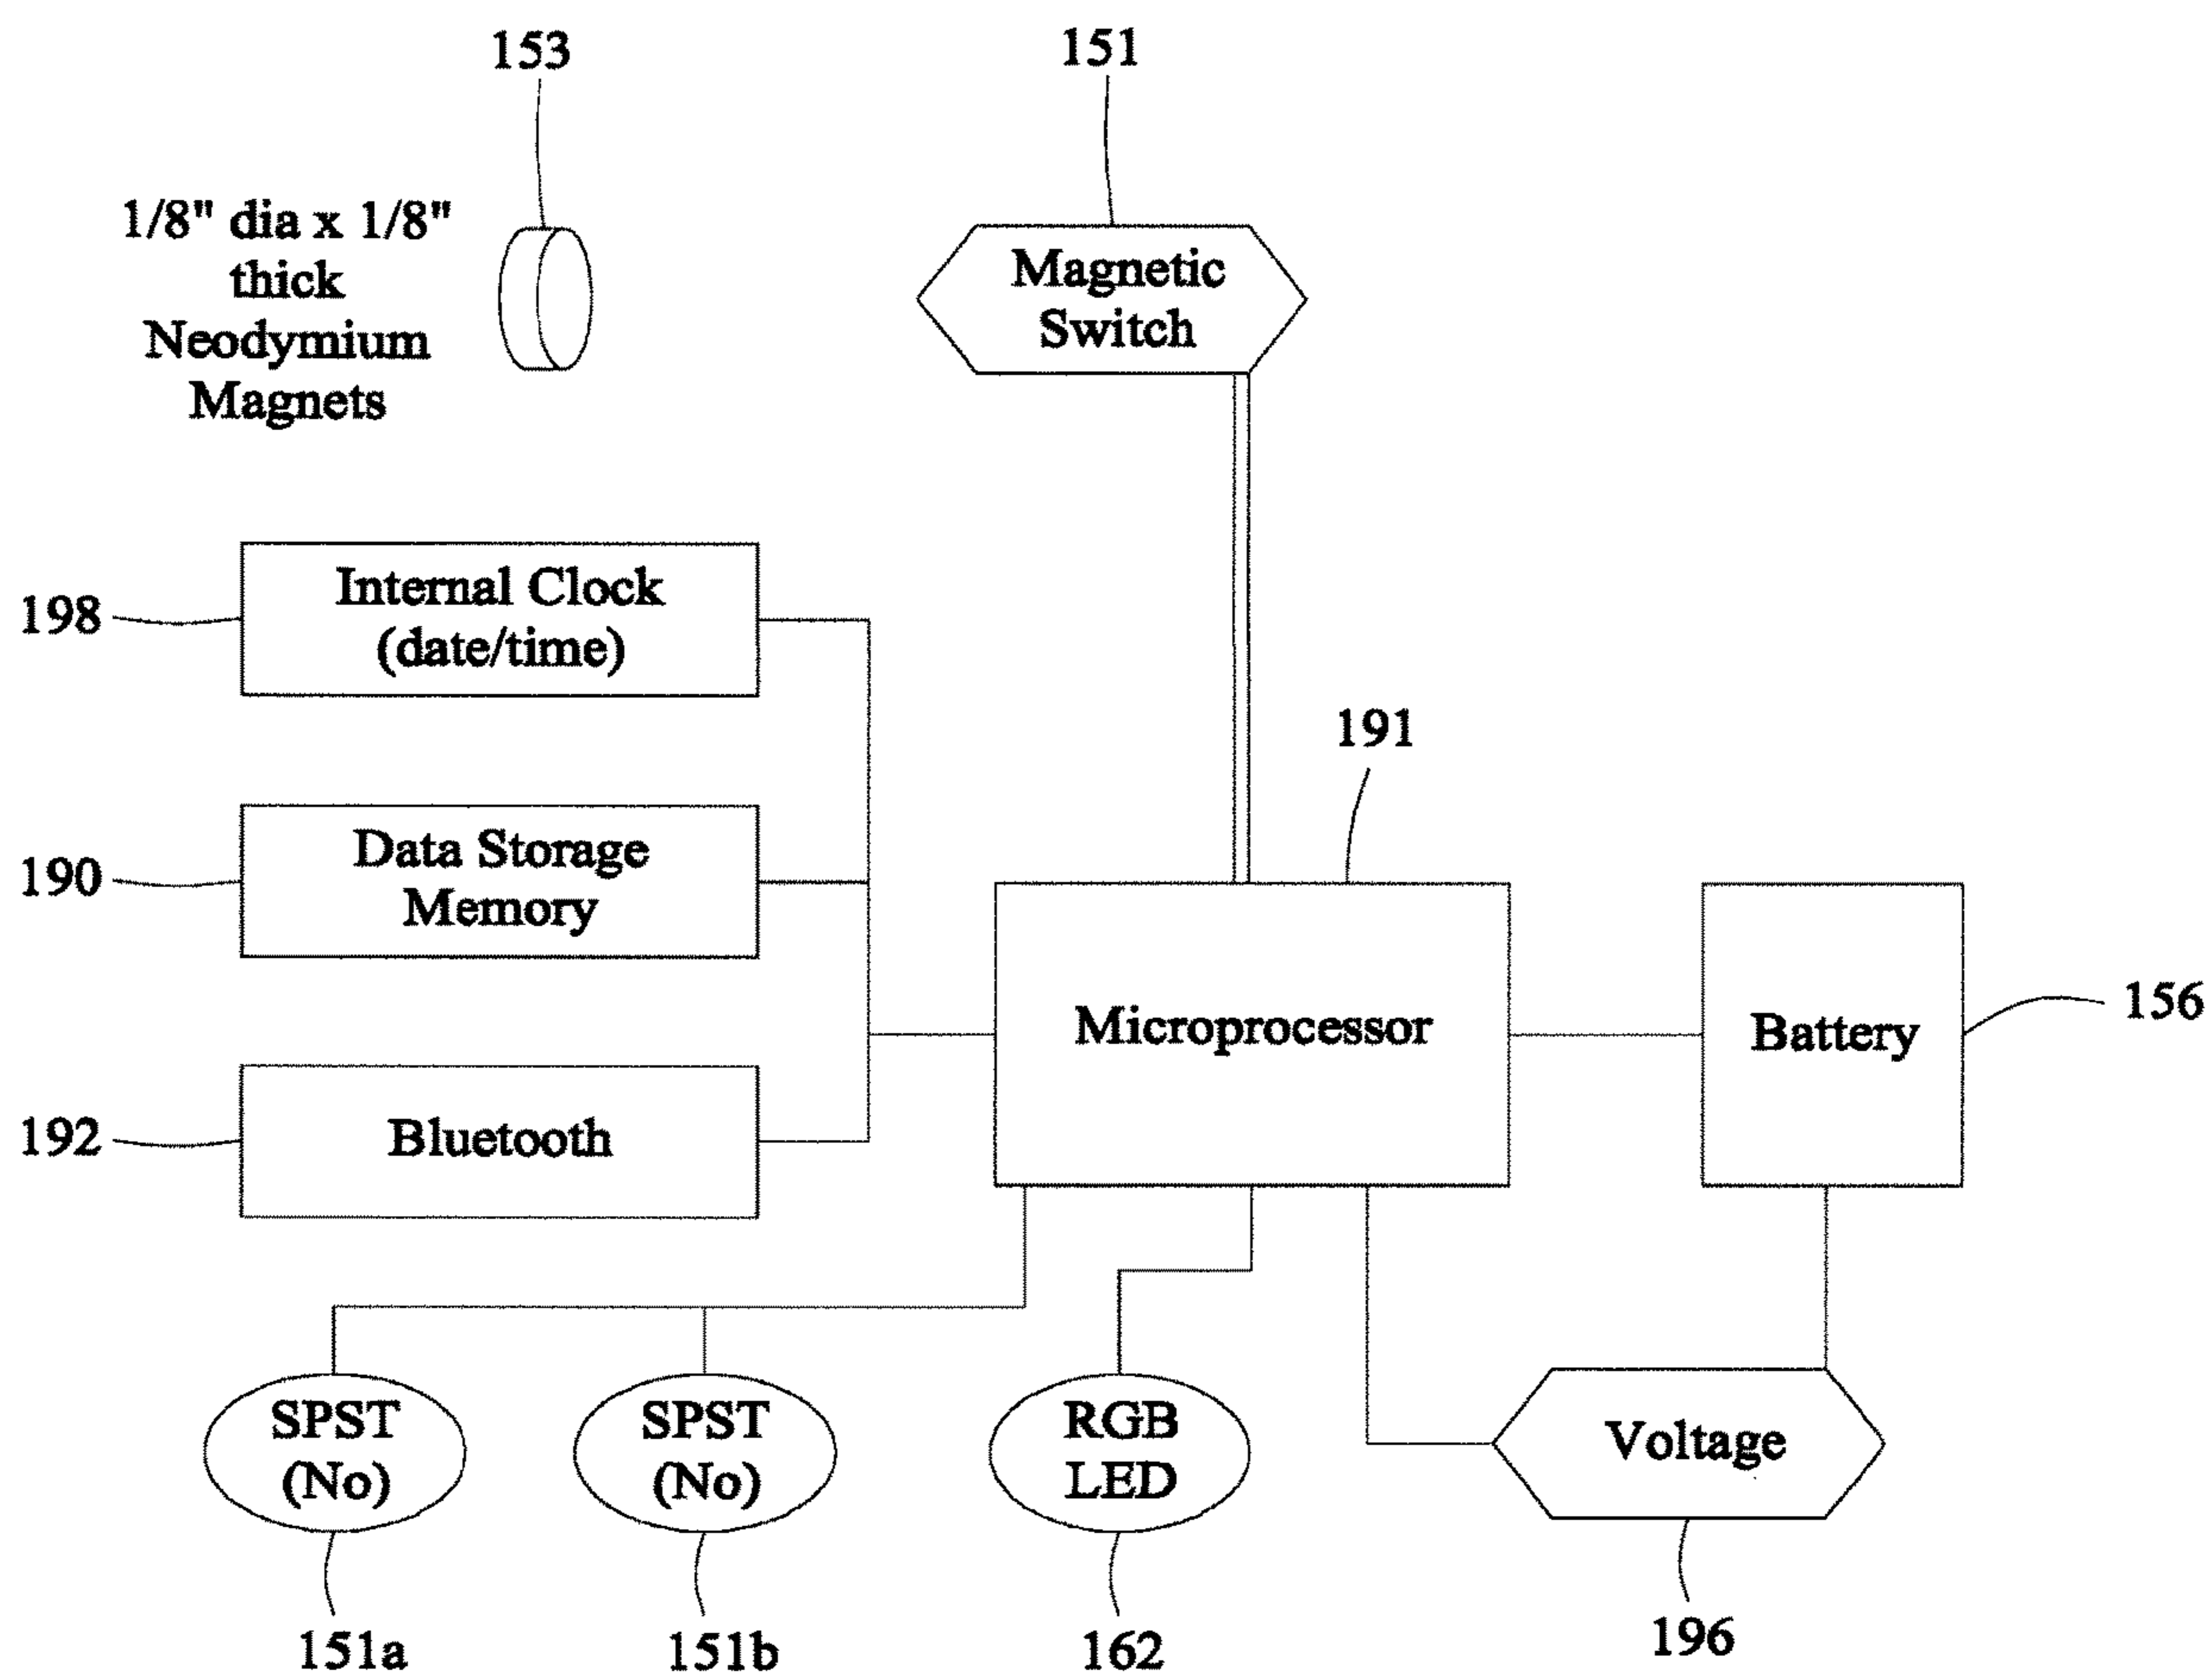 153
151
1/8" dia x 1/8"
thick
Neodymium
Magnets
Magnetic
Switch
198
Internal Clock
(date/time)
191
190
Data Storage
Memory
Microprocessor
Battery
156
192
Bluetooth
SPST
(No)
SPST
(No)
RGB
LED
Voltage
151a
151b
162
196